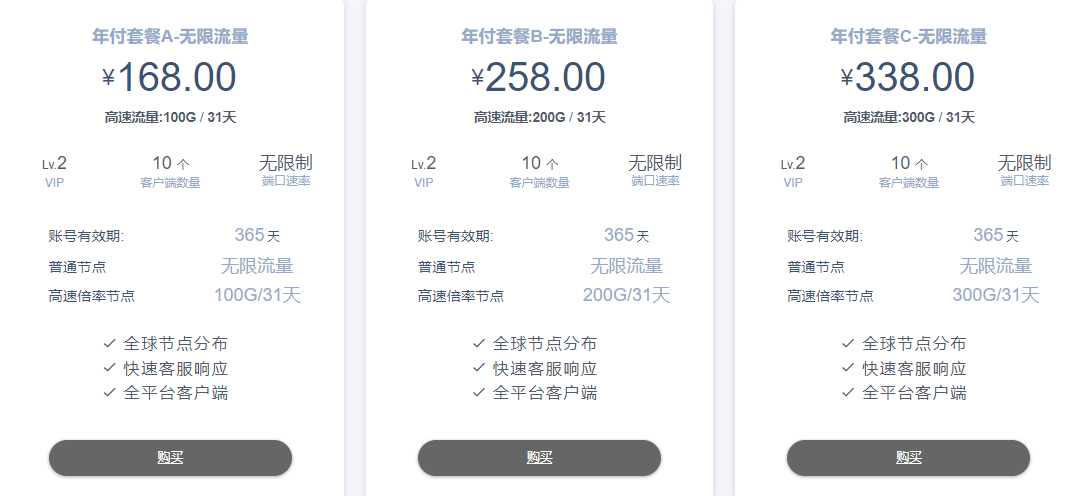 年付套餐A-无限流量
¥168.00
高速流量:100G / 31天
Lv.2 10 个 无限制
VIP 客户端数量 端口速率
账号有效期: 365 天
普通节点 无限流量
高速倍率节点 100G/31天
✓ 全球节点分布
✓ 快速客服响应
✓ 全平台客户端
购买
年付套餐B-无限流量
¥258.00
高速流量:200G / 31天
Lv.2 10 个 无限制
VIP 客户端数量 端口速率
账号有效期: 365 天
普通节点 无限流量
高速倍率节点 200G/31天
✓ 全球节点分布
✓ 快速客服响应
✓ 全平台客户端
购买
年付套餐C-无限流量
¥338.00
高速流量:300G / 31天
Lv.2 10 个 无限制
VIP 客户端数量 端口速率
账号有效期: 365 天
普通节点 无限流量
高速倍率节点 300G/31天
✓ 全球节点分布
✓ 快速客服响应
✓ 全平台客户端
购买